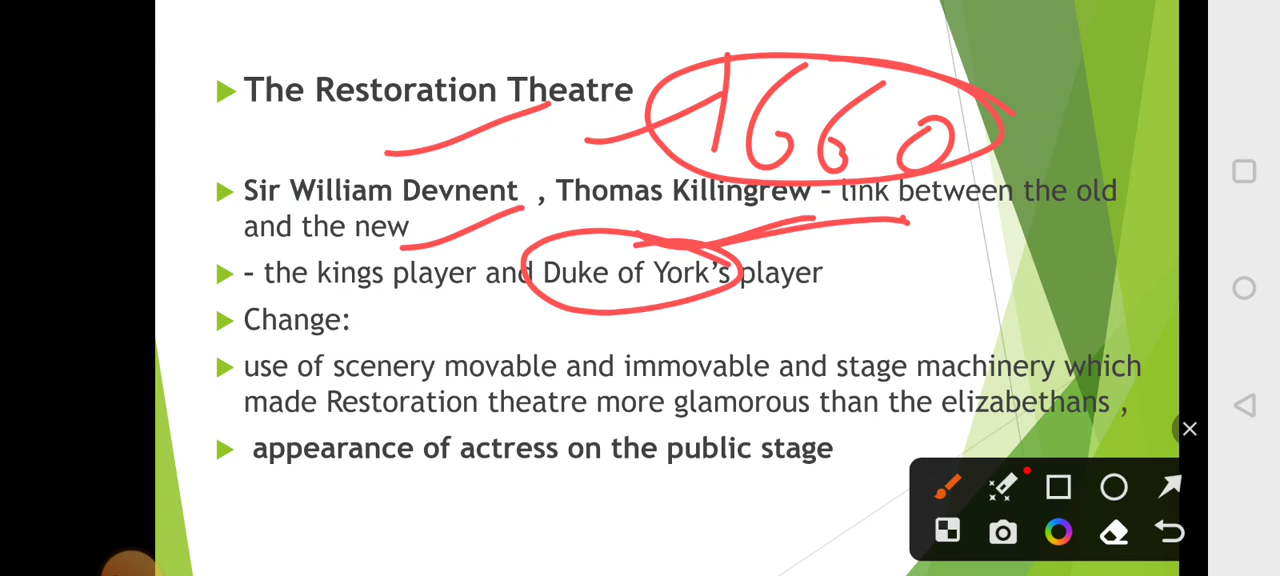 The Restoration Theatre 1660
Sir William Devnent , Thomas Killingrew – link between the old
and the new
– the kings player and Duke of York's player
Change:
use of scenery movable and immovable and stage machinery which
made Restoration theatre more glamorous than the elizabethans ,
appearance of actress on the public stage